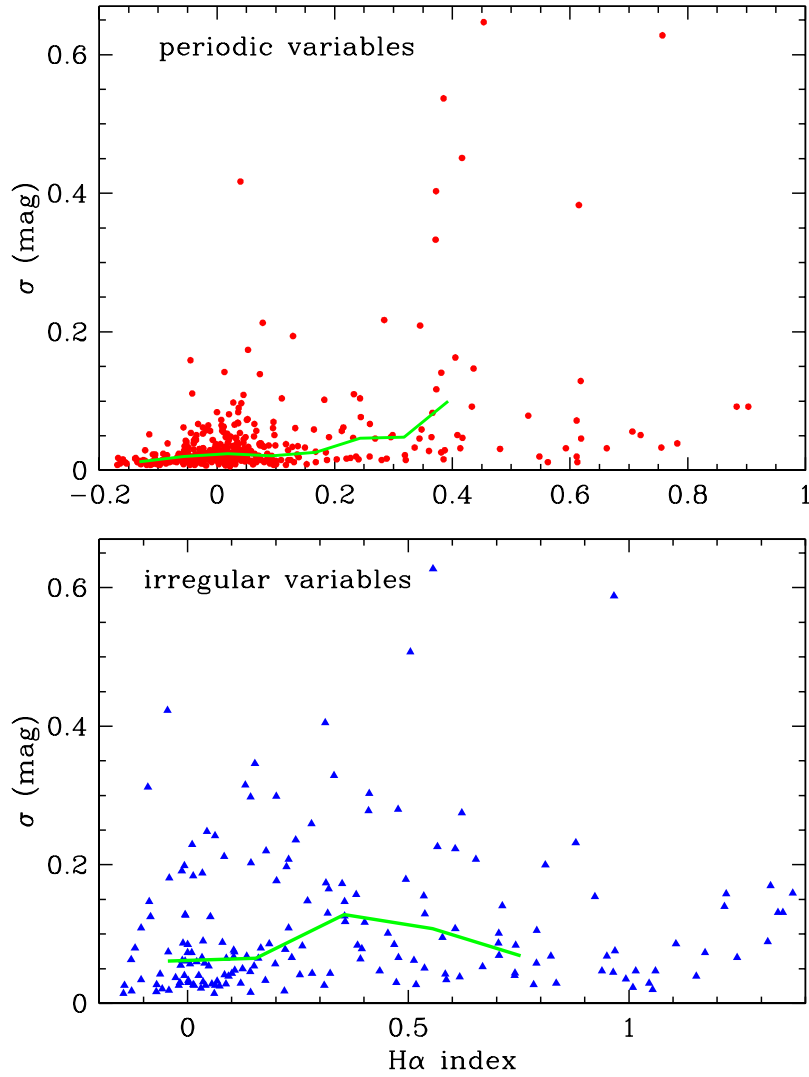 periodic variables
0.6
0.4
0.2
0
σ (mag)
−0.2 0 0.2 0.4 0.6 0.8 1
irregular variables
0.6
0.4
0.2
0
σ (mag)
0 0.5 1
Hα index